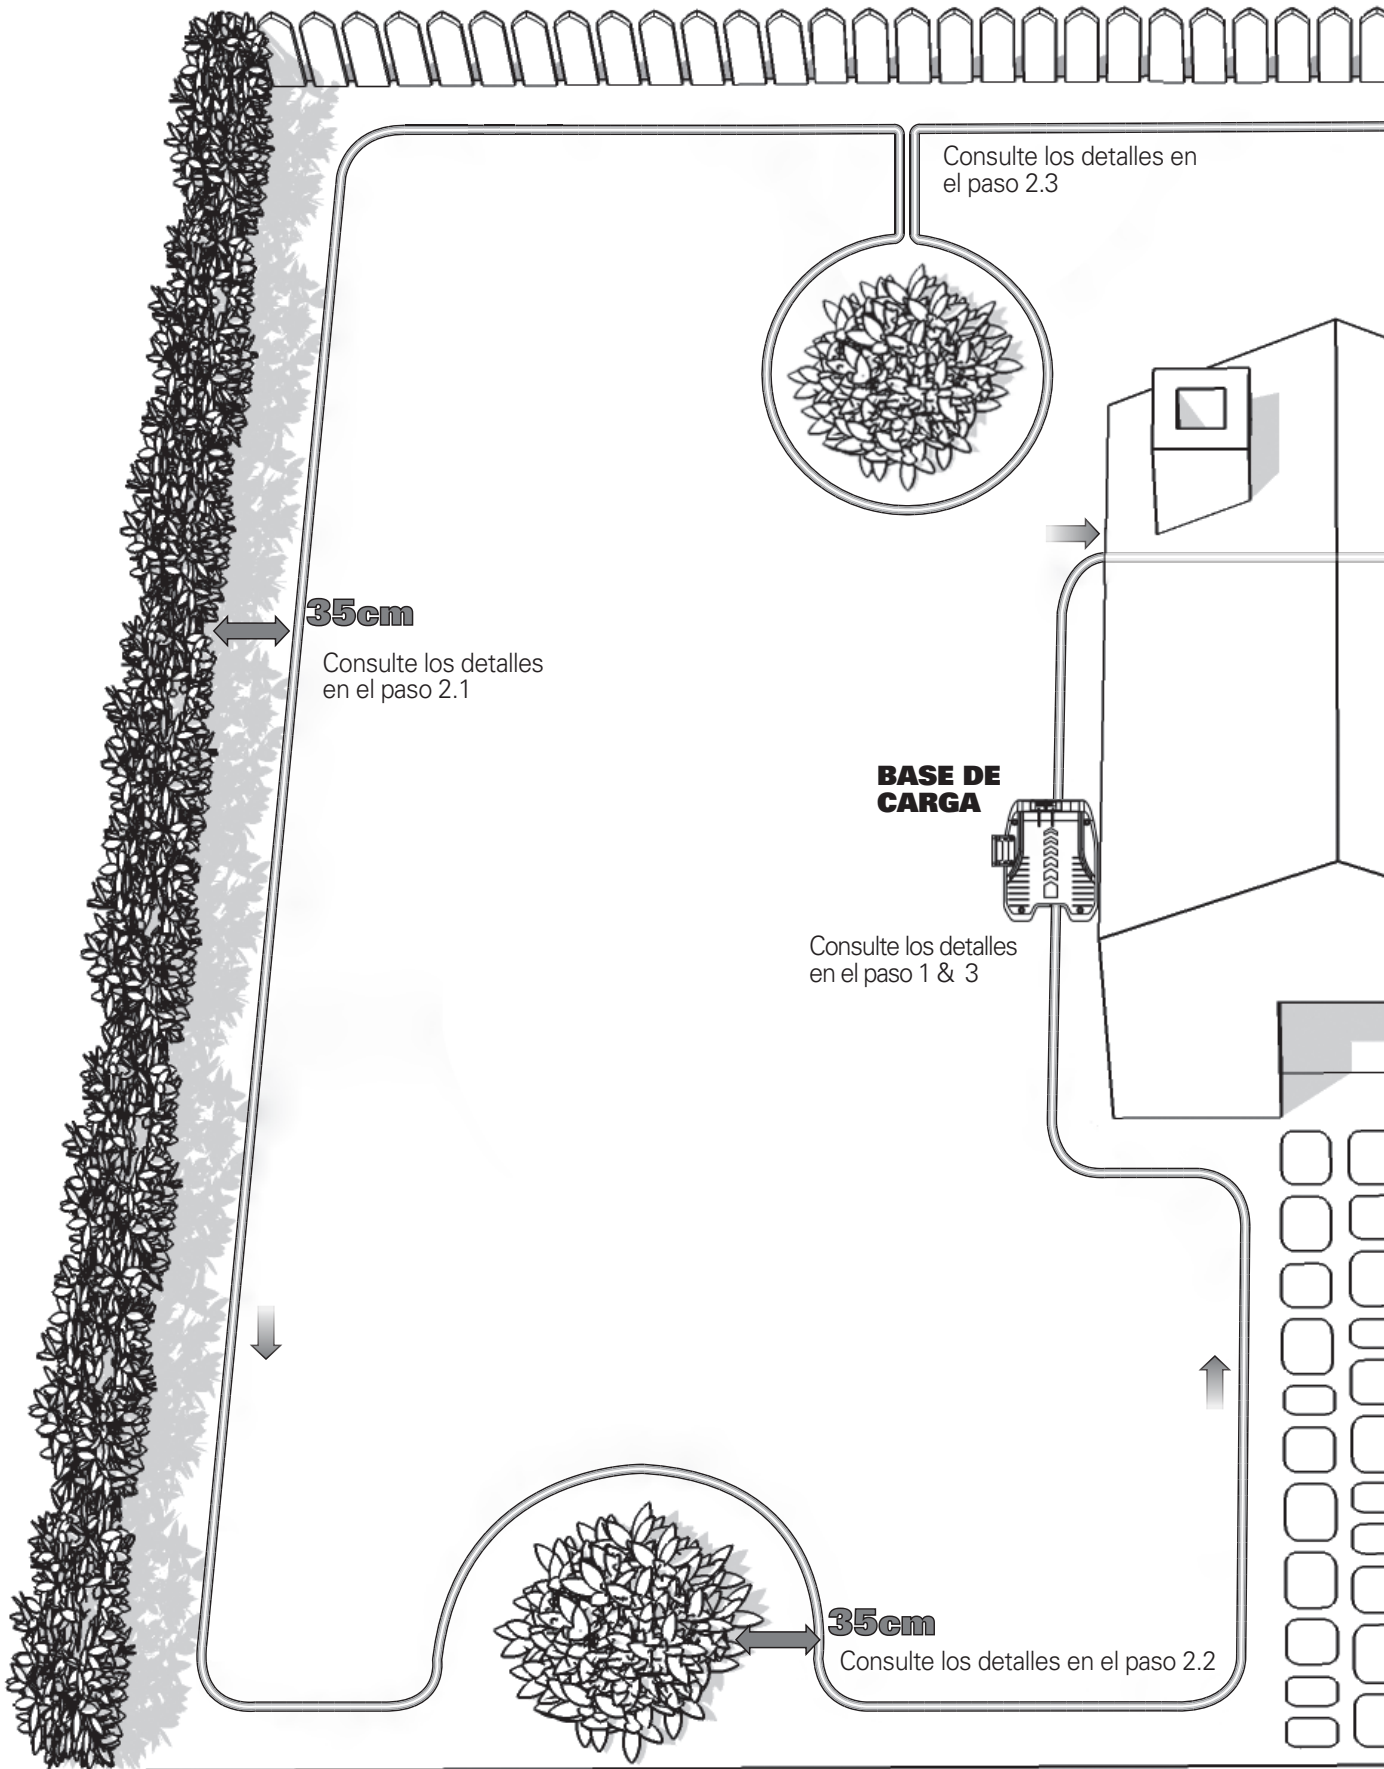 Consulte los detalles en
el paso 2.3
35cm
Consulte los detalles
en el paso 2.1
BASE DE
CARGA
Consulte los detalles
en el paso 1 & 3
35cm
Consulte los detalles en el paso 2.2